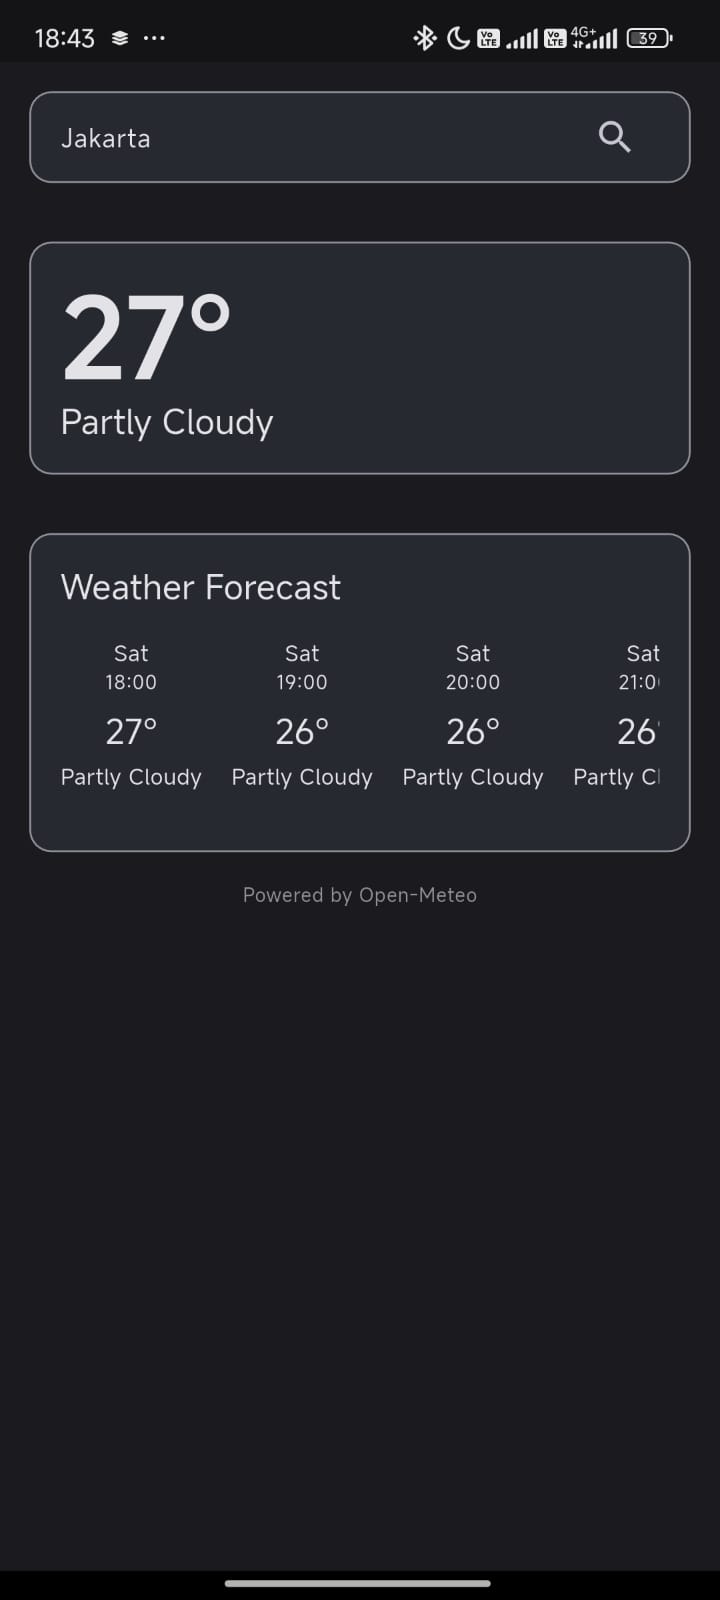 18:43 ... Vo LTE Vo LTE 4G+ 39
Jakarta
27°
Partly Cloudy
Weather Forecast
Sat Sat Sat Sat
18:00 19:00 20:00 21:0
27° 26° 26° 26°
Partly Cloudy Partly Cloudy Partly Cloudy Partly Cl
Powered by Open-Meteo